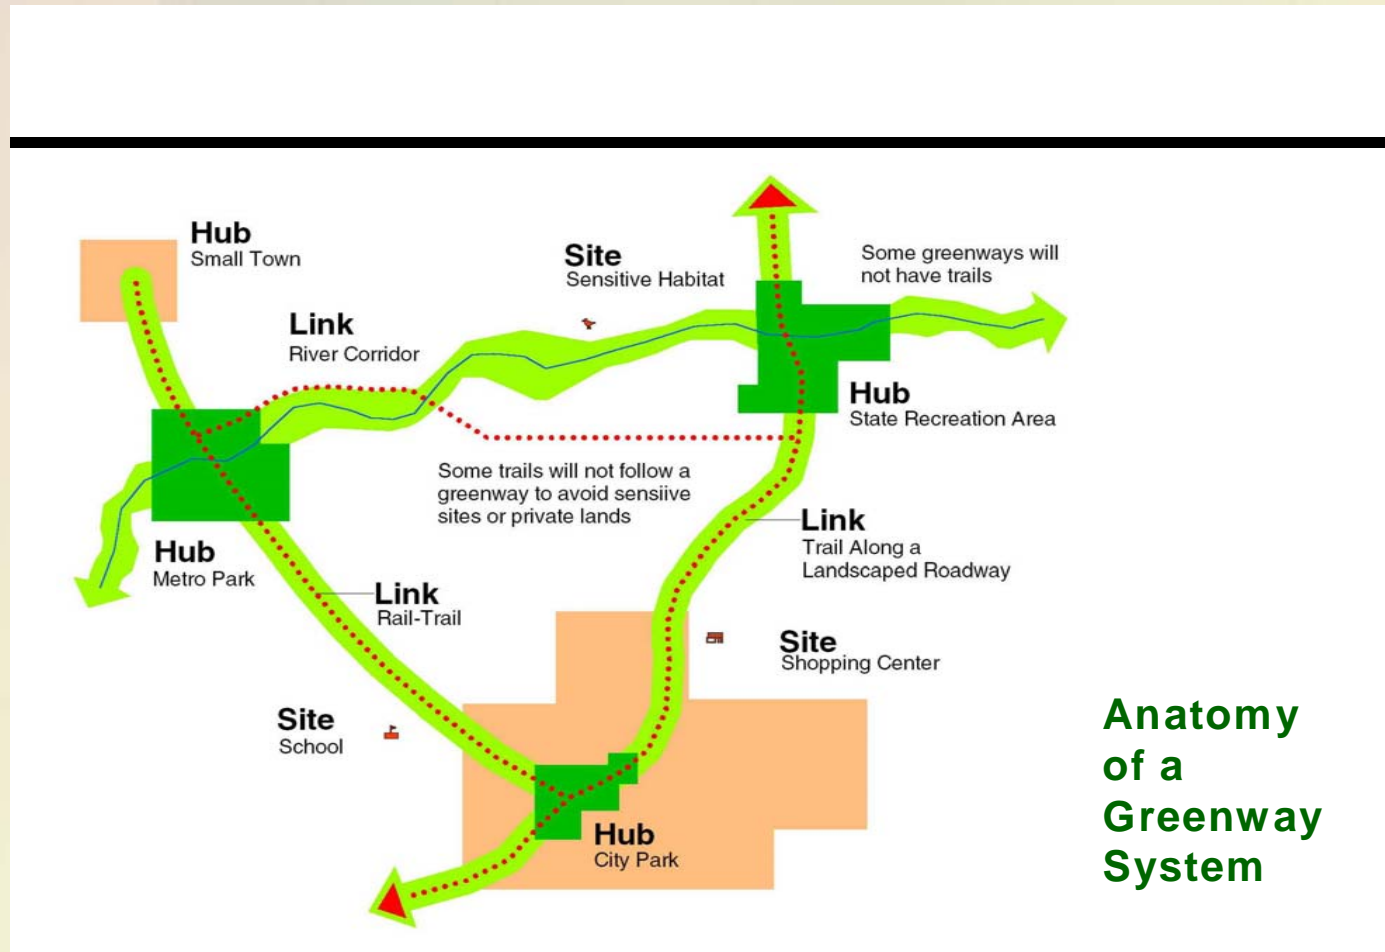 Hub
Small Town
Site
Sensitive Habitat
Some greenways will
not have trails
Link
River Corridor
Hub
State Recreation Area
Some trails will not follow a
greenway to avoid sensiive
sites or private lands
Link
Trail Along a
Landscaped Roadway
Hub
Metro Park
Link
Rail-Trail
Site
Shopping Center
Site
School
Hub
City Park
Anatomy
of a
Greenway
System